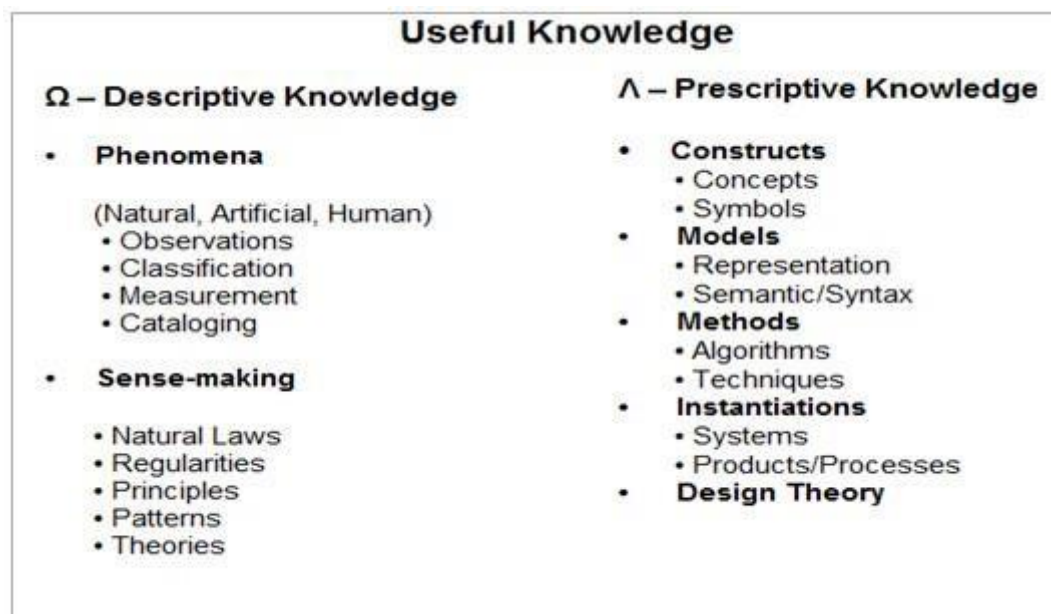 Useful Knowledge
Ω – Descriptive Knowledge
• Phenomena
(Natural, Artificial, Human)
• Observations
• Classification
• Measurement
• Cataloging
• Sense-making
• Natural Laws
• Regularities
• Principles
• Patterns
• Theories
Λ – Prescriptive Knowledge
• Constructs
• Concepts
• Symbols
• Models
• Representation
• Semantic/Syntax
• Methods
• Algorithms
• Techniques
• Instantiations
• Systems
• Products/Processes
• Design Theory